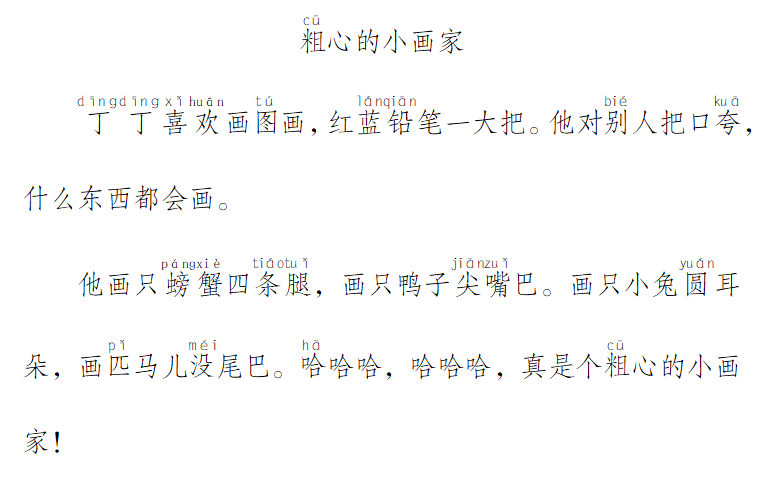 cū
粗心的小画家
dīngdīng xǐ huān tú lánqiān bié kuā
丁丁喜欢画图画，红蓝铅笔一大把。他对别人把口夸，
什么东西都会画。
pángxiè tiáotuǐ jiānzuǐ yuán
他画只螃蟹四条腿，画只鸭子尖嘴巴。画只小兔圆耳
pǐ méi hā cū
朵，画匹马儿没尾巴。哈哈哈，哈哈哈，真是个粗心的小画
家！